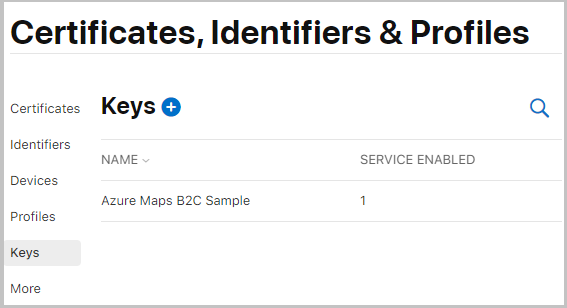 Certificates, Identifiers & Profiles
Certificates
Identifiers
Devices
Profiles
Keys
More
Keys
NAME SERVICE ENABLED
Azure Maps B2C Sample 1